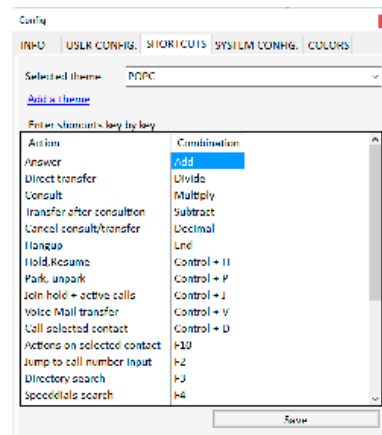 Config
INFO USER CONFIG. SHORTCUTS SYSTEM CONFIG. COLORS
Selected theme POPC
Add a theme
Enter shortcuts key by key
Action Combination
Answer Add
Direct transfer Divide
Consult Multiply
Transfer after consultion Subtract
Cancel consult/transfer Decimal
Hangup End
Hold,Resume Control + H
Park, unpark Control + P
Join hold + active calls Control + J
Voice Mail transfer Control + V
Call selected contact Control + D
Actions on selected contact F10
Jump to call number input F2
Directory search F3
Speeddials search F4
Save